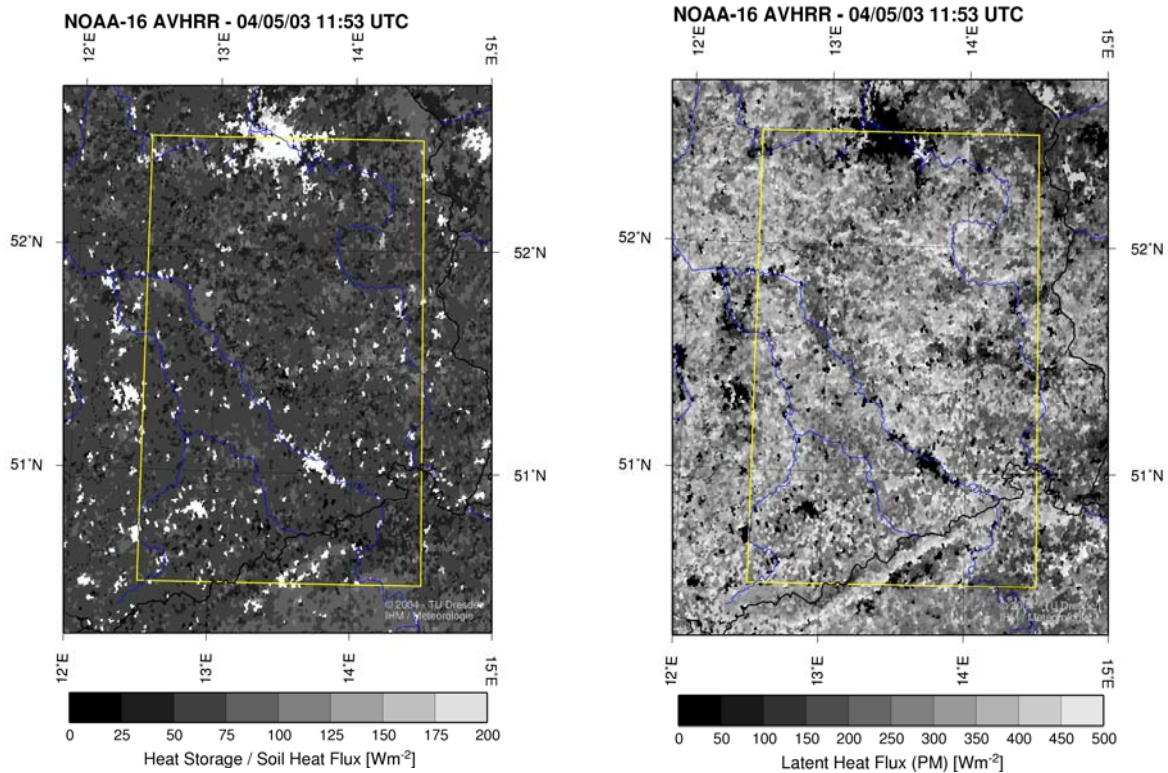 NOAA-16 AVHRR - 04/05/03 11:53 UTC
12°E
13°E
14°E
15°E
52°N
52°N
51°N
51°N
© 2004 - TU Dresden
IHM / Meteorologie
12°E
13°E
14°E
15°E
0 25 50 75 100 125 150 175 200
Heat Storage / Soil Heat Flux [Wm-2]
NOAA-16 AVHRR - 04/05/03 11:53 UTC
12°E
13°E
14°E
15°E
52°N
52°N
51°N
51°N
TU Dresden
IHM / Meteorologie
12°E
13°E
14°E
15°E
0 50 100 150 200 250 300 350 400 450 500
Latent Heat Flux (PM) [Wm-2]